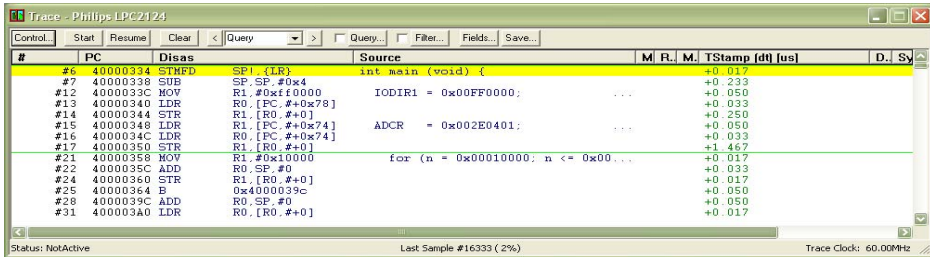 Trace - Philips LPC2124
Control... Start Resume Clear < Query > Query... Filter... Fields... Save...
# PC Disas Source M R.. M. TStamp [dt] [us] D.. Sy
#6 40000334 STMFD SP!,{LR} int main (void) { +0.017
#7 40000338 SUB SP,SP,#0x4 +0.233
#12 4000033C MOV R1,#0xff0000 IODIR1 = 0x00FF0000; ... +0.050
#13 40000340 LDR R0,[PC,#+0x78] +0.033
#14 40000344 STR R1,[R0,#+0] +0.250
#15 40000348 LDR R1,[PC,#+0x74] ADCR = 0x002E0401; ... +0.050
#16 4000034C LDR R0,[PC,#+0x74] +0.033
#17 40000350 STR R1,[R0,#+0] +1.467
#21 40000358 MOV R1,#0x10000 for (n = 0x00010000; n <= 0x00... +0.017
#22 4000035C ADD R0,SP,#0 +0.033
#24 40000360 STR R1,[R0,#+0] +0.017
#25 40000364 B 0x4000039c +0.050
#28 4000039C ADD R0,SP,#0 +0.050
#31 400003A0 LDR R0,[R0,#+0] +0.017
Status: NotActive Last Sample #16333 ( 2%) Trace Clock: 60.00MHz